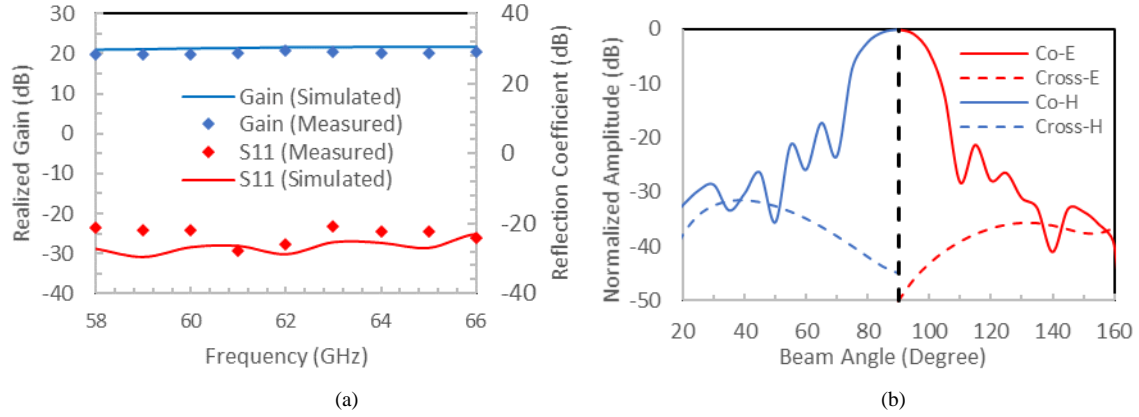 30
20
10
0
-10
-20
-30
-40
Realized Gain (dB)
40
20
0
-20
-40
Reflection Coefficient (dB)
Gain (Simulated)
Gain (Measured)
S11 (Measured)
S11 (Simulated)
58 60 62 64 66
Frequency (GHz)
(a)
0
-10
-20
-30
-40
-50
Normalized Amplitude (dB)
Co-E
Cross-E
Co-H
Cross-H
20 40 60 80 100 120 140 160
Beam Angle (Degree)
(b)